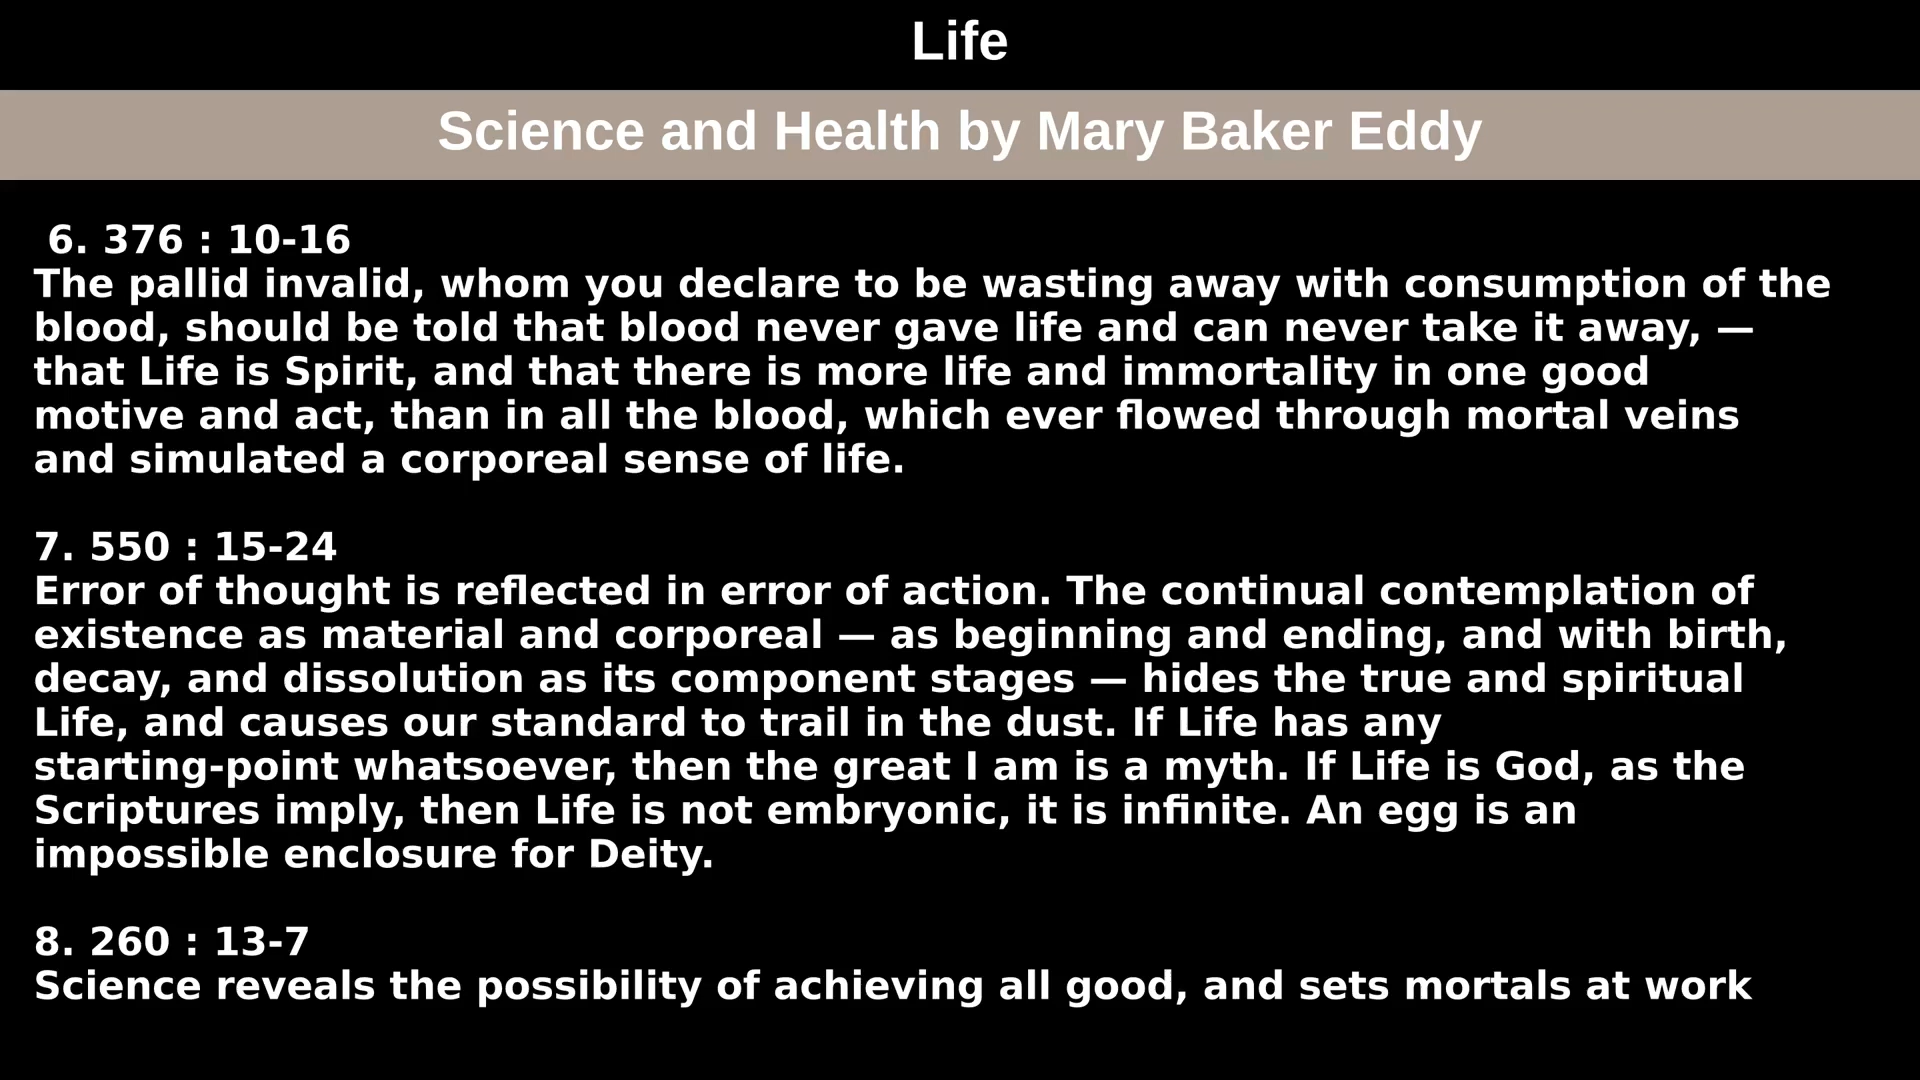 Life
Science and Health by Mary Baker Eddy
6. 376 : 10-16
The pallid invalid, whom you declare to be wasting away with consumption of the
blood, should be told that blood never gave life and can never take it away, —
that Life is Spirit, and that there is more life and immortality in one good
motive and act, than in all the blood, which ever flowed through mortal veins
and simulated a corporeal sense of life.
7. 550 : 15-24
Error of thought is reflected in error of action. The continual contemplation of
existence as material and corporeal — as beginning and ending, and with birth,
decay, and dissolution as its component stages — hides the true and spiritual
Life, and causes our standard to trail in the dust. If Life has any
starting-point whatsoever, then the great I am is a myth. If Life is God, as the
Scriptures imply, then Life is not embryonic, it is infinite. An egg is an
impossible enclosure for Deity.
8. 260 : 13-7
Science reveals the possibility of achieving all good, and sets mortals at work